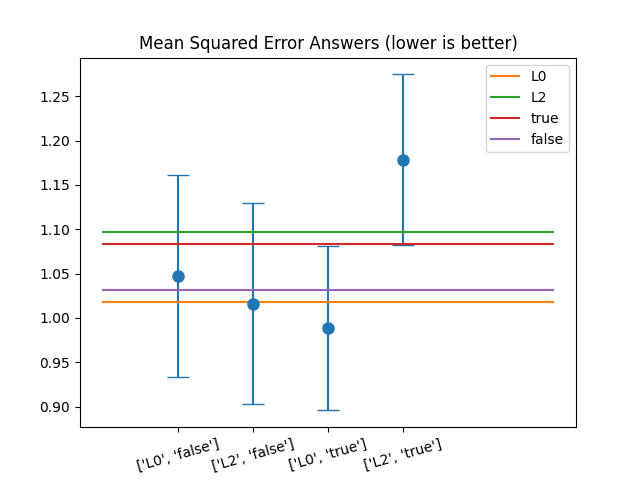 Mean Squared Error Answers (lower is better)
L0
L2
true
false
1.25
1.20
1.15
1.10
1.05
1.00
0.95
0.90
['L0', 'false']
['L2', 'false']
['L0', 'true']
['L2', 'true']